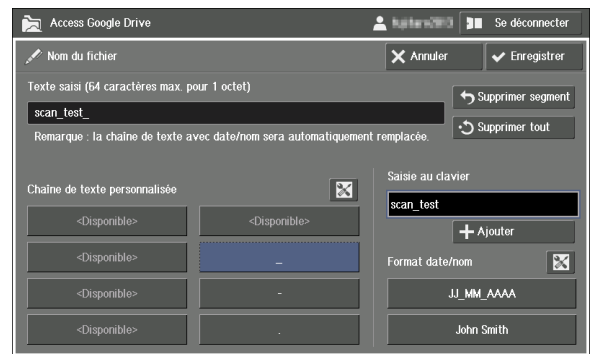 Access Google Drive
Se déconnecter
Nom du fichier
Annuler
Enregistrer
Texte saisi (64 caractères max. pour 1 octet)
Supprimer segment
scan_test_
Supprimer tout
Remarque : la chaîne de texte avec date/nom sera automatiquement remplacée.
Saisie au clavier
Chaîne de texte personnalisée
scan_test
<Disponible>
<Disponible>
Ajouter
<Disponible>
_
Format date/nom
<Disponible>
-
JJ_MM_AAAA
<Disponible>
.
John Smith